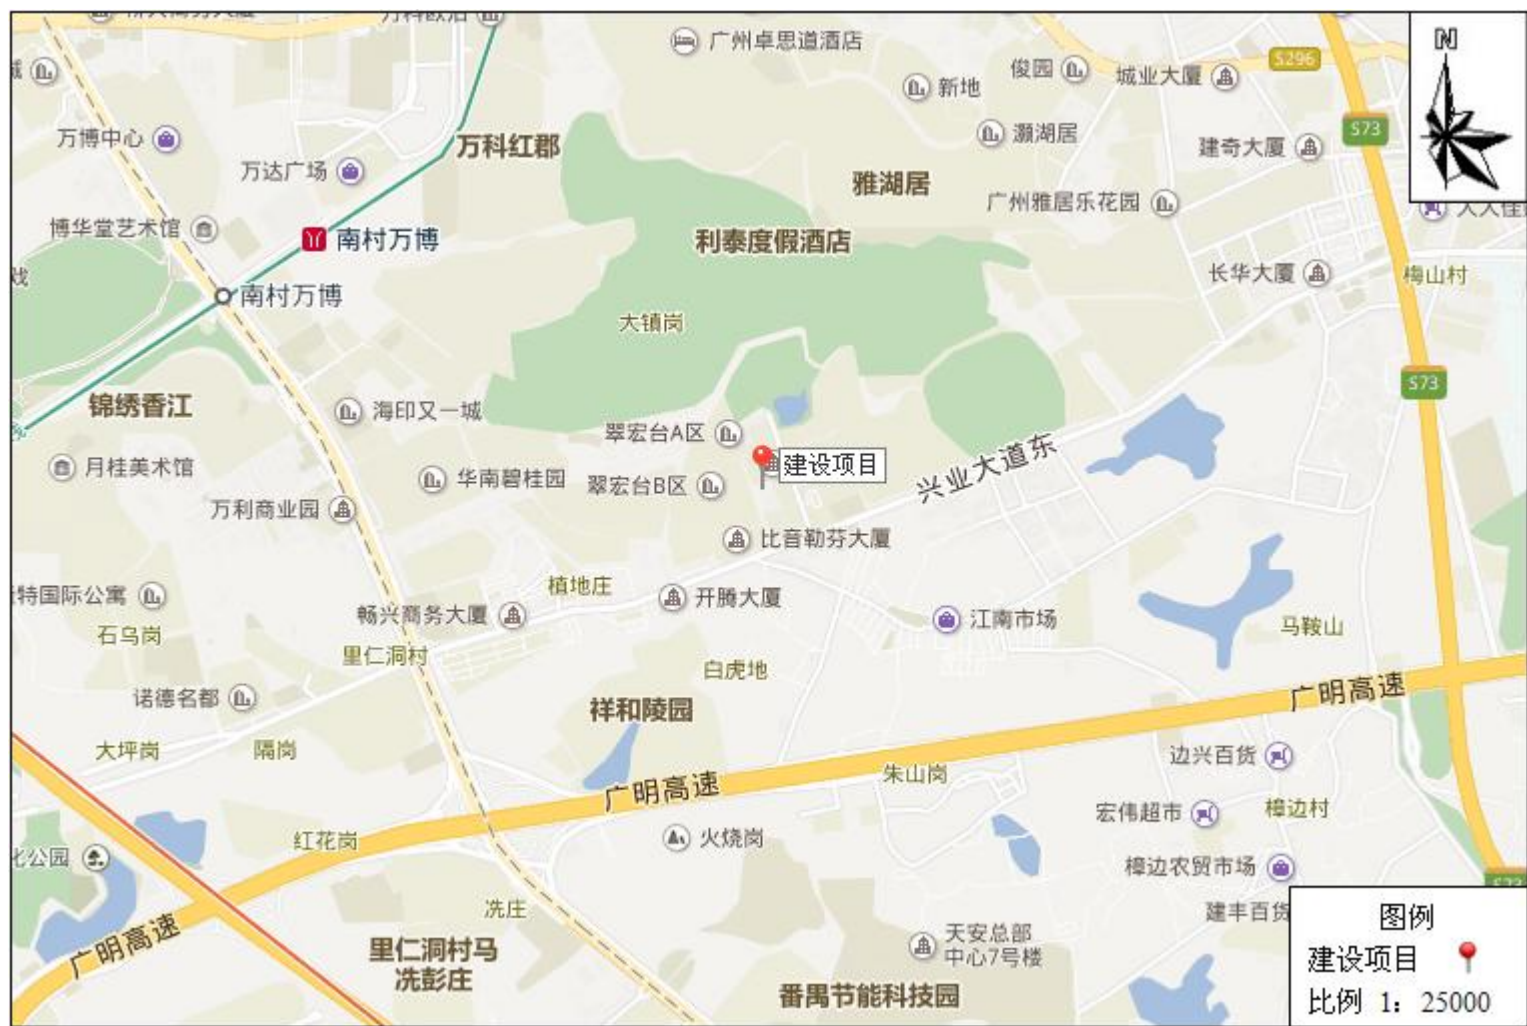 广州卓思道酒店
S296
N
俊园
城业大厦
新地
万博中心
万科红郡
灏湖居
S73
建奇大厦
万达广场
雅湖居
广州雅居乐花园
博华堂艺术馆
南村万博
利泰度假酒店
长华大厦
梅山村
南村万博
大镇岗
S73
锦绣香江
海印又一城
翠宏台A区
月桂美术馆
华南碧桂园
翠宏台B区
建设项目
兴业大道东
万利商业园
比音勒芬大厦
特国际公寓
植地庄
开腾大厦
畅兴商务大厦
江南市场
马鞍山
石乌岗
里仁洞村
白虎地
诺德名都
祥和陵园
广明高速
大坪岗
隔岗
边兴百货
朱山岗
广明高速
宏伟超市
樟边村
红花岗
火烧岗
化公园
樟边农贸市场
冼庄
建丰百货
图例
广明高速
里仁洞村马
冼彭庄
天安总部
中心7号楼
建设项目
番禺节能科技园
比例 1：25000